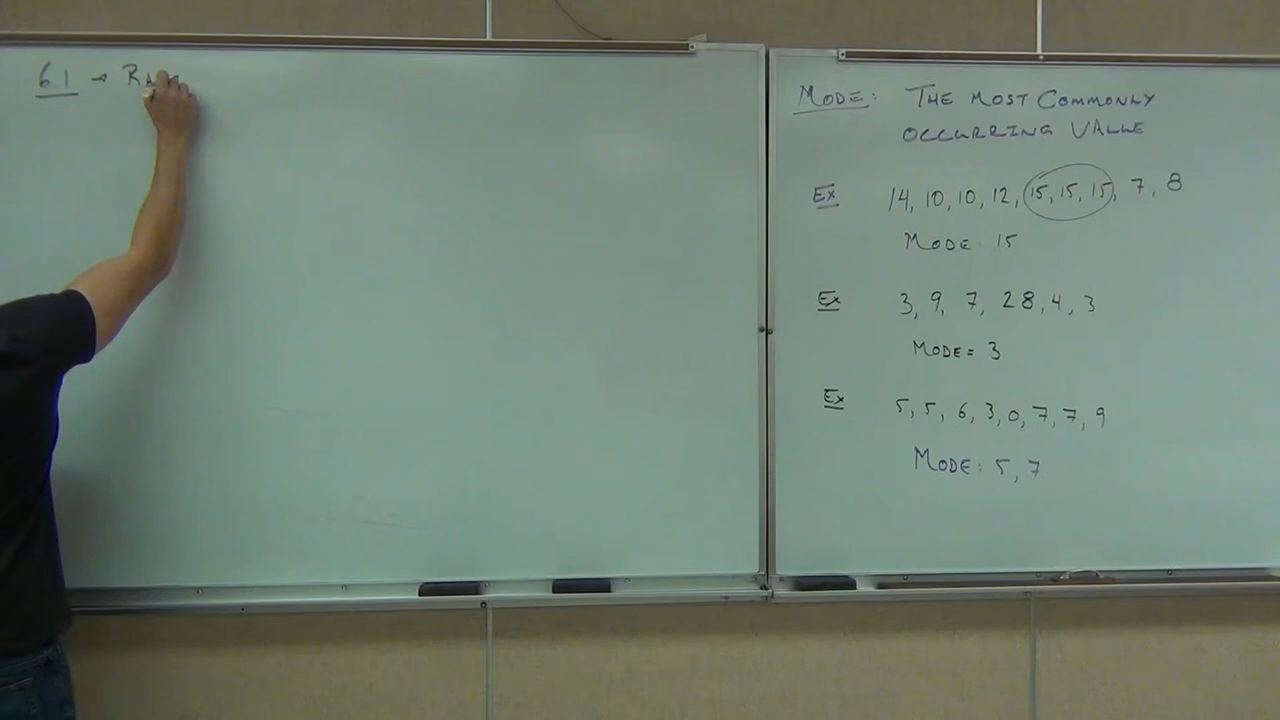 6.1 → Ra
MODE: THE MOST COMMONLY
OCCURRING VALUE
Ex 14, 10, 10, 12, 15, 15, 15, 7, 8
MODE: 15
Ex 3, 9, 7, 28, 4, 3
MODE = 3
Ex 5, 5, 6, 3, 0, 7, 7, 9
MODE: 5, 7